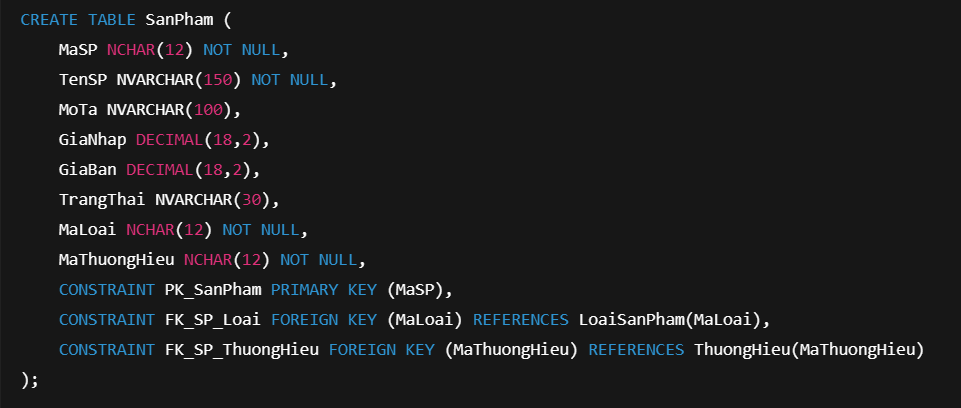 CREATE TABLE SanPham (
    MaSP NCHAR(12) NOT NULL,
    TenSP NVARCHAR(150) NOT NULL,
    MoTa NVARCHAR(100),
    GiaNhap DECIMAL(18,2),
    GiaBan DECIMAL(18,2),
    TrangThai NVARCHAR(30),
    MaLoai NCHAR(12) NOT NULL,
    MaThuongHieu NCHAR(12) NOT NULL,
    CONSTRAINT PK_SanPham PRIMARY KEY (MaSP),
    CONSTRAINT FK_SP_Loai FOREIGN KEY (MaLoai) REFERENCES LoaiSanPham(MaLoai),
    CONSTRAINT FK_SP_ThuongHieu FOREIGN KEY (MaThuongHieu) REFERENCES ThuongHieu(MaThuongHieu)
);